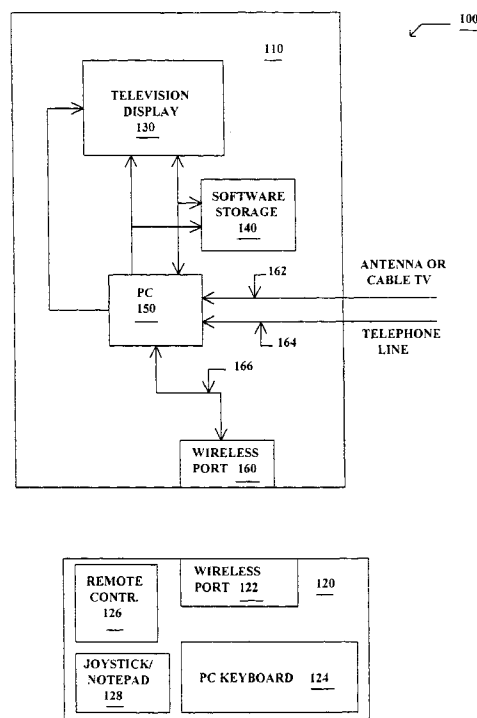 100
110
TELEVISION
DISPLAY
130
SOFTWARE
STORAGE
140
PC
150
162
ANTENNA OR
CABLE TV
164
TELEPHONE
LINE
166
WIRELESS
PORT 160
REMOTE
CONTR.
126
WIRELESS
PORT 122
120
JOYSTICK/
NOTEPAD
128
PC KEYBOARD 124